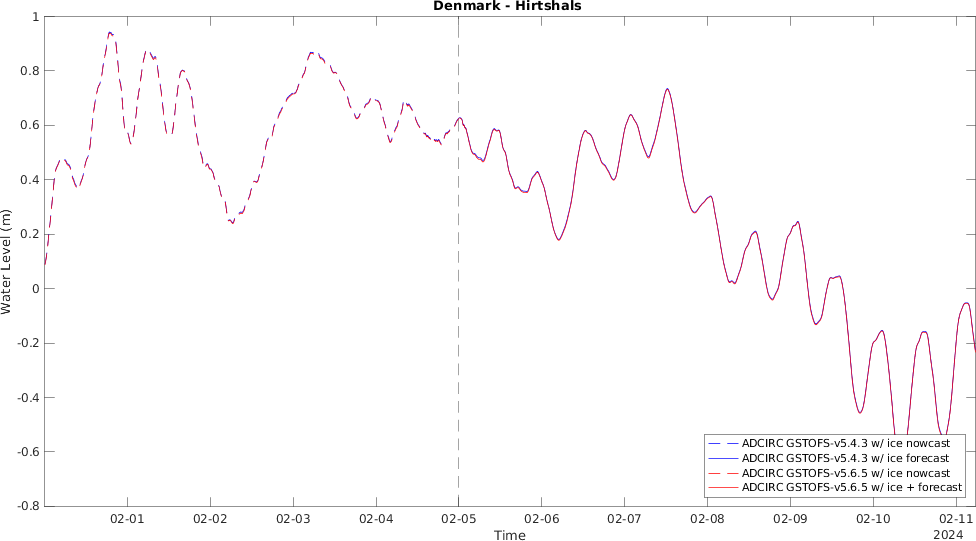 Denmark - Hirtshals
Water Level (m)
1
0.8
0.6
0.4
0.2
0
-0.2
-0.4
-0.6
-0.8
ADCIRC GSTOFS-v5.4.3 w/ ice nowcast
ADCIRC GSTOFS-v5.4.3 w/ ice forecast
ADCIRC GSTOFS-v5.6.5 w/ ice nowcast
ADCIRC GSTOFS-v5.6.5 w/ ice + forecast
02-01 02-02 02-03 02-04 02-05 02-06 02-07 02-08 02-09 02-10 02-11
Time
2024